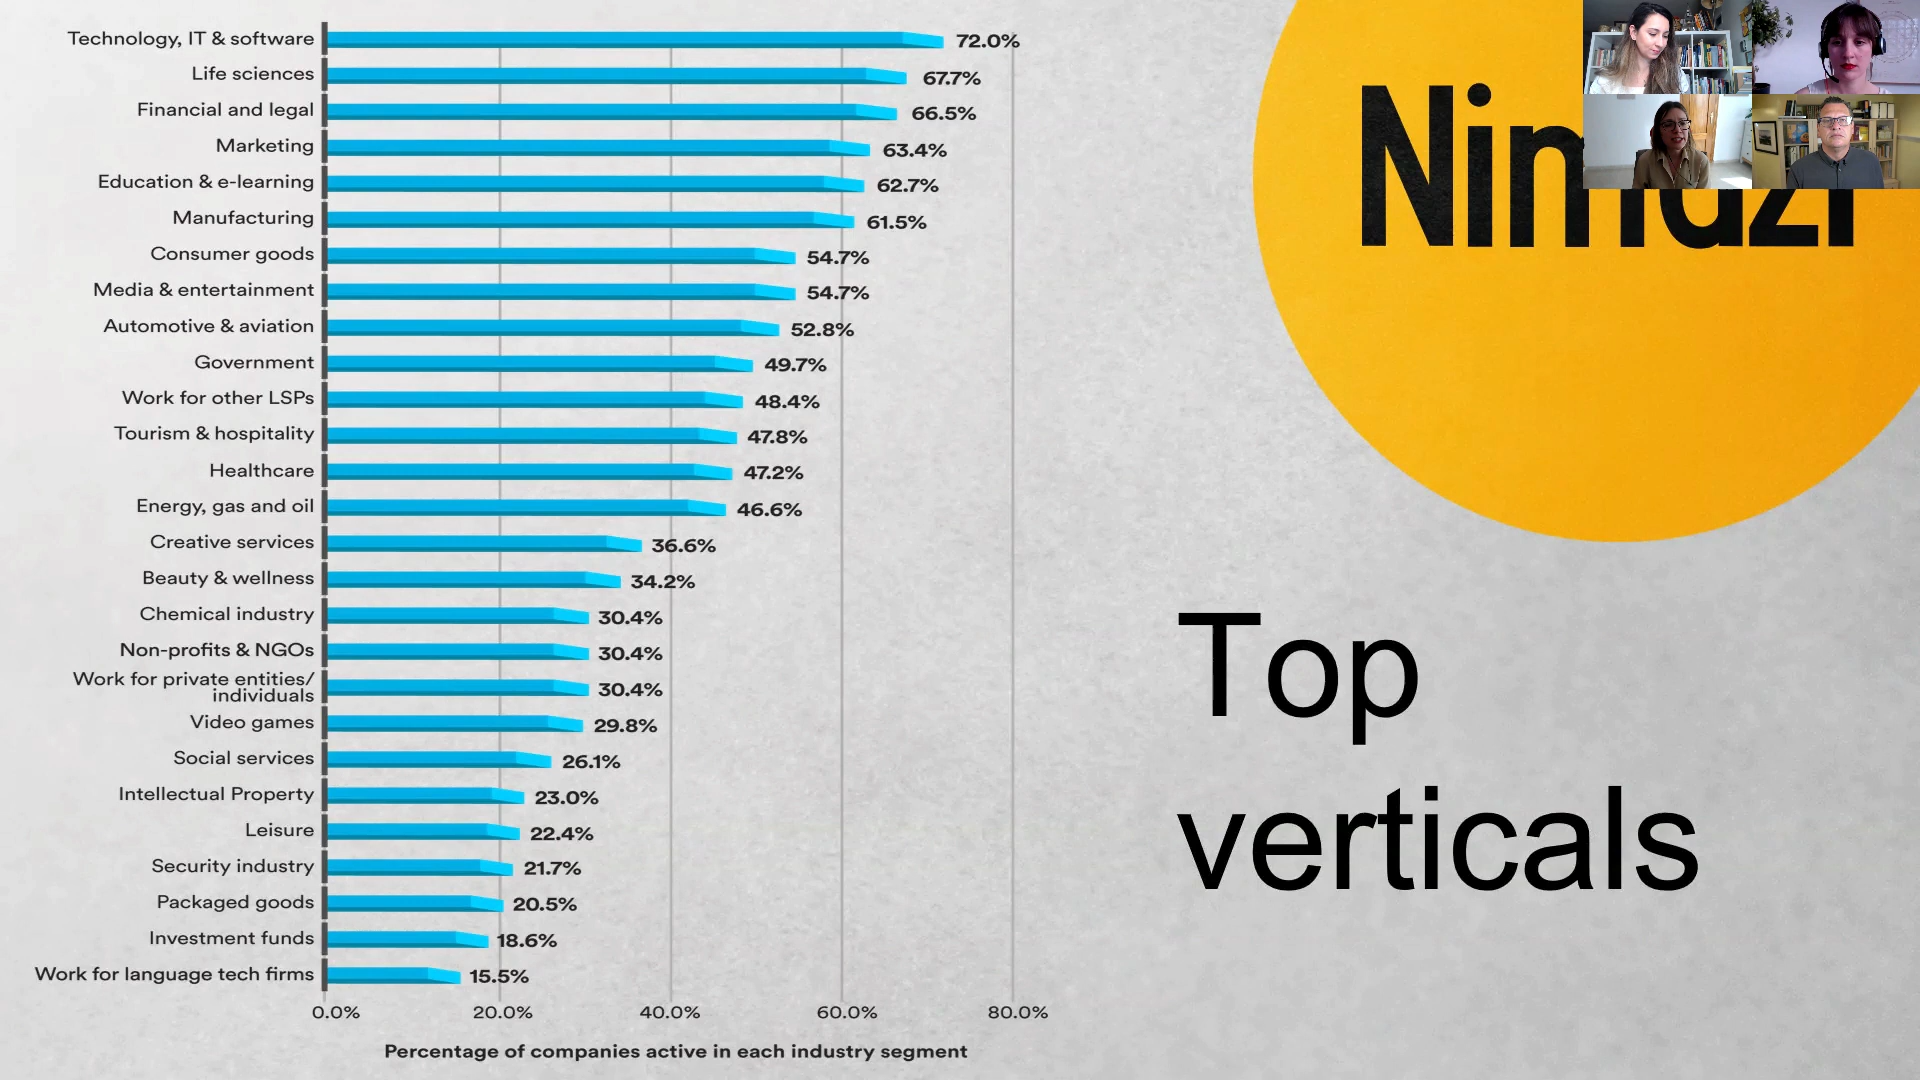 Technology, IT & software 72.0%
Life sciences 67.7%
Financial and legal 66.5%
Marketing 63.4%
Education & e-learning 62.7%
Manufacturing 61.5%
Consumer goods 54.7%
Media & entertainment 54.7%
Automotive & aviation 52.8%
Government 49.7%
Work for other LSPs 48.4%
Tourism & hospitality 47.8%
Healthcare 47.2%
Energy, gas and oil 46.6%
Creative services 36.6%
Beauty & wellness 34.2%
Chemical industry 30.4%
Non-profits & NGOs 30.4%
Work for private entities/
individuals 30.4%
Video games 29.8%
Social services 26.1%
Intellectual Property 23.0%
Leisure 22.4%
Security industry 21.7%
Packaged goods 20.5%
Investment funds 18.6%
Work for language tech firms 15.5%
0.0% 20.0% 40.0% 60.0% 80.0%
Percentage of companies active in each industry segment
Top
verticals